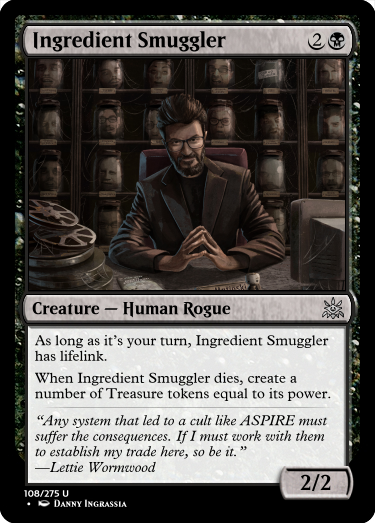 Ingredient Smuggler 2
Creature — Human Rogue
As long as it's your turn, Ingredient Smuggler
has lifelink.
When Ingredient Smuggler dies, create a
number of Treasure tokens equal to its power.
"Any system that led to a cult like ASPIRE must
suffer the consequences. If I must work with them
to establish my trade here, so be it."
—Lettie Wormwood
2/2
108/275 U
• Danny Ingrassia